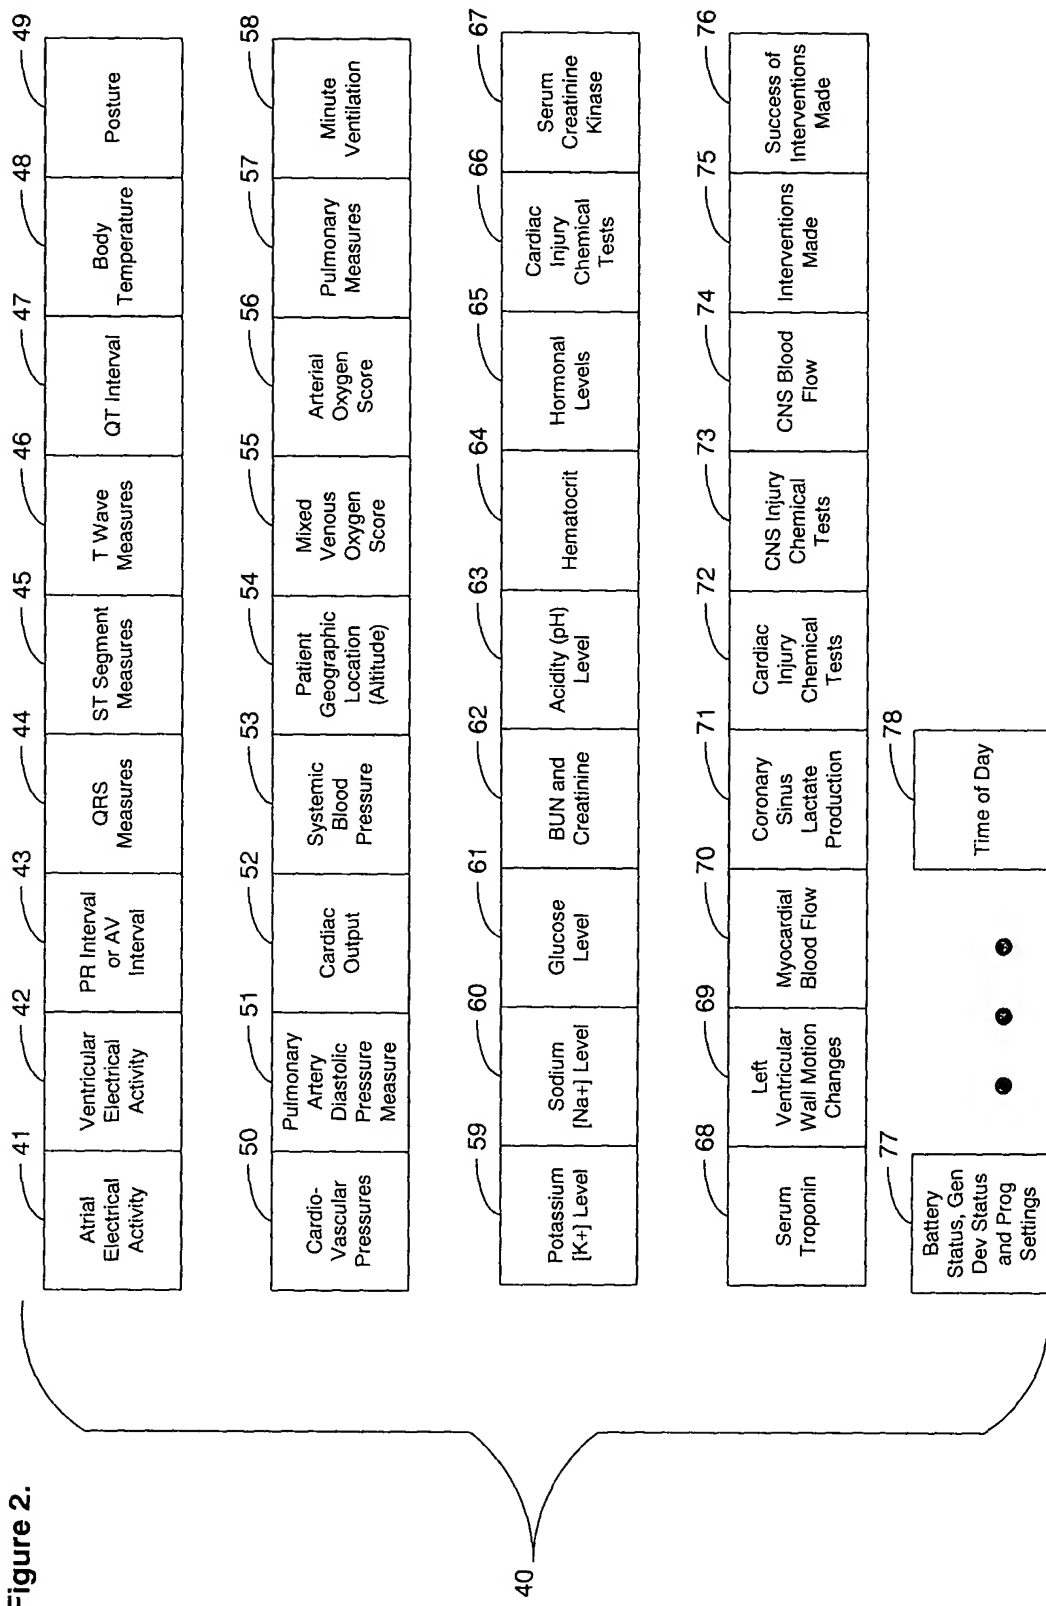 Figure 2.
40
41
Atrial
Electrical
Activity
42
Ventricular
Electrical
Activity
43
PR Interval
or AV
Interval
44
QRS
Measures
45
ST Segment
Measures
46
T Wave
Measures
47
QT Interval
48
Body
Temperature
49
Posture
50
Cardio-
Vascular
Pressures
51
Pulmonary
Artery
Diastolic
Pressure
Measure
52
Cardiac
Output
53
Systemic
Blood
Pressure
54
Patient
Geographic
Location
(Altitude)
55
Mixed
Venous
Oxygen
Score
56
Arterial
Oxygen
Score
57
Pulmonary
Measures
58
Minute
Ventilation
59
Potassium
[K+] Level
60
Sodium
[Na+] Level
61
Glucose
Level
62
BUN and
Creatinine
63
Acidity (pH)
Level
64
Hematocrit
65
Hormonal
Levels
66
Cardiac
Injury
Chemical
Tests
67
Serum
Creatinine
Kinase
68
Serum
Troponin
69
Left
Ventricular
Wall Motion
Changes
70
Myocardial
Blood Flow
71
Coronary
Sinus
Lactate
Production
72
Cardiac
Injury
Chemical
Tests
73
CNS Injury
Chemical
Tests
74
CNS Blood
Flow
75
Interventions
Made
76
Success of
Interventions
Made
77
Battery
Status, Gen
Dev Status
and Prog
Settings
78
Time of Day